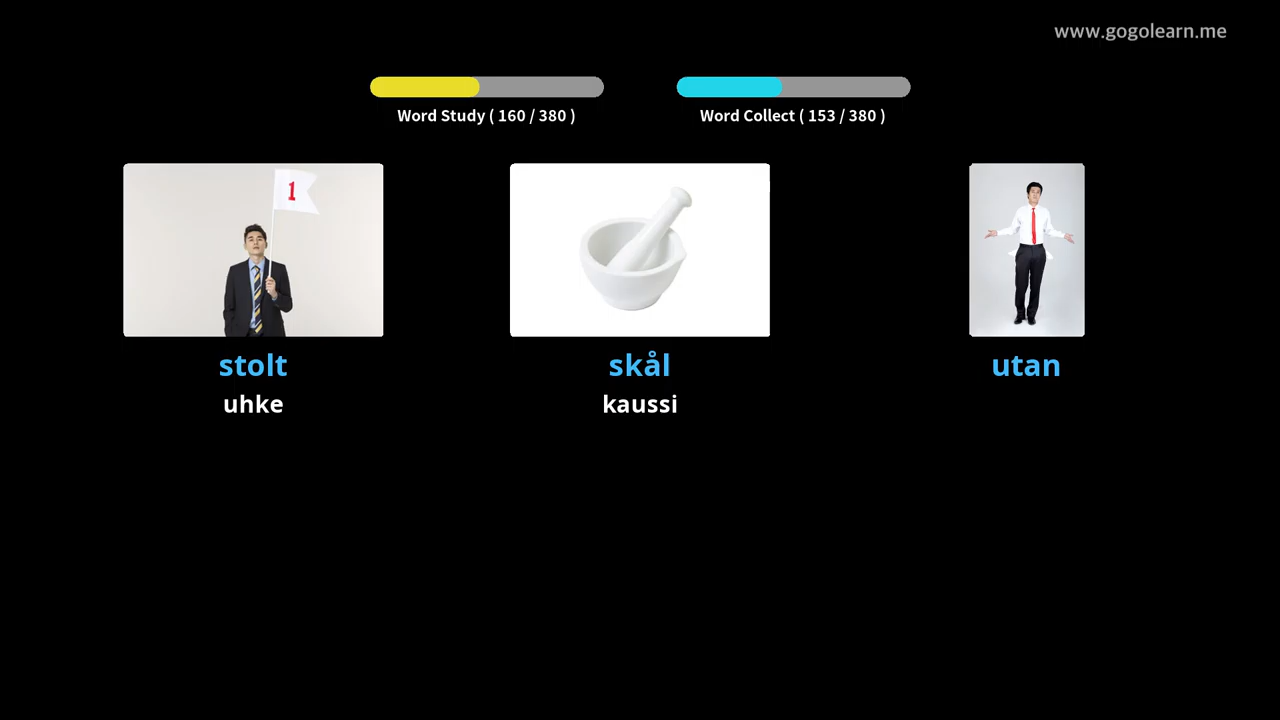 www.gogolearn.me
Word Study ( 160 / 380 )
Word Collect ( 153 / 380 )
1
stolt
skål
utan
uhke
kaussi